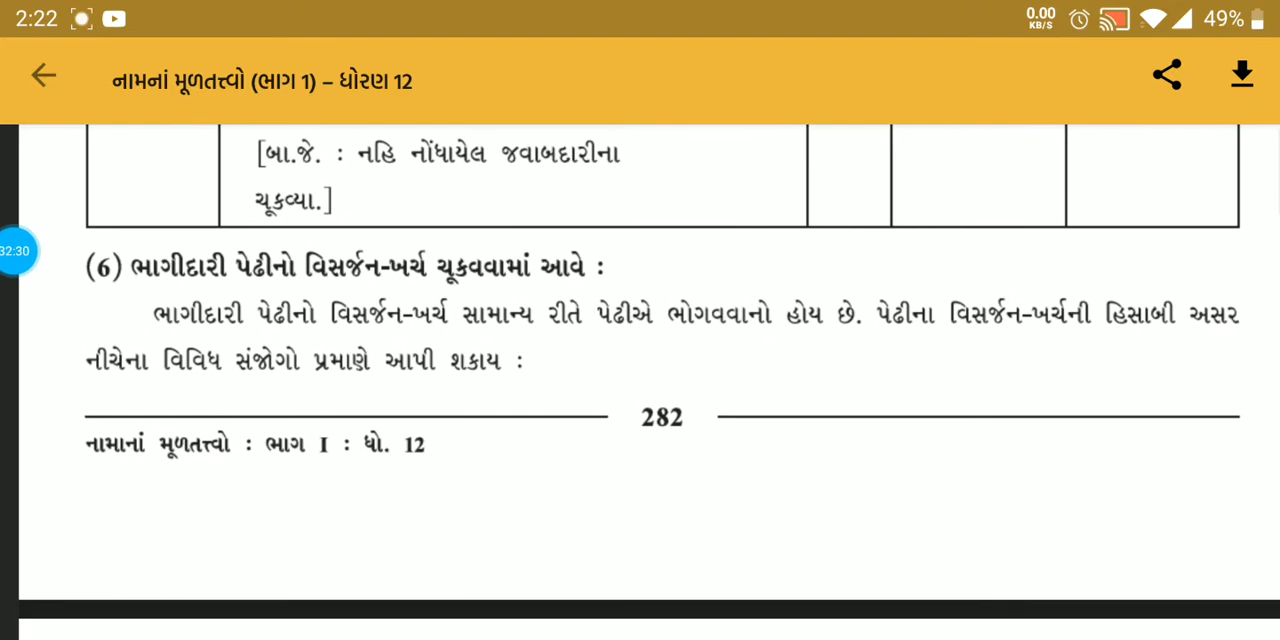 2:22
0.00
KB/S
49%
નામનાં મૂળતત્ત્વો (ભાગ 1) – ધોરણ 12
[બા.જે. : નહિ નોંધાયેલ જવાબદારીના
ચૂકવ્યા.]
32:30
(6) ભાગીદારી પેઢીનો વિસર્જન-ખર્ચ ચૂકવવામાં આવે :
ભાગીદારી પેઢીનો વિસર્જન-ખર્ચ સામાન્ય રીતે પેઢીએ ભોગવવાનો હોય છે. પેઢીના વિસર્જન-ખર્ચની હિસાબી અસર
નીચેના વિવિધ સંજોગો પ્રમાણે આપી શકાય :
282
નામાનાં મૂળતત્ત્વો : ભાગ I : ધો. 12